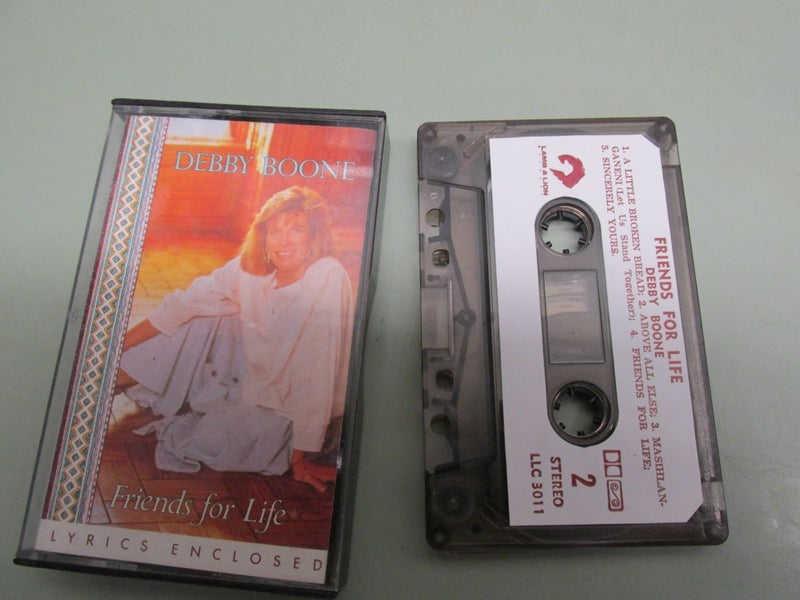 DEBBY BOONE
Friends for Life
LYRICS ENCLOSED
LAMB & LION
FRIENDS FOR LIFE
DEBBY BOONE
1. A LITTLE BROKEN BREAD; 2. ABOVE ALL ELSE; 3. MASIHLAN-
GANENI (Let Us Stand Together); 4. FRIENDS FOR LIFE;
5. SINCERELY YOURS.
2
STEREO
LLC 3011